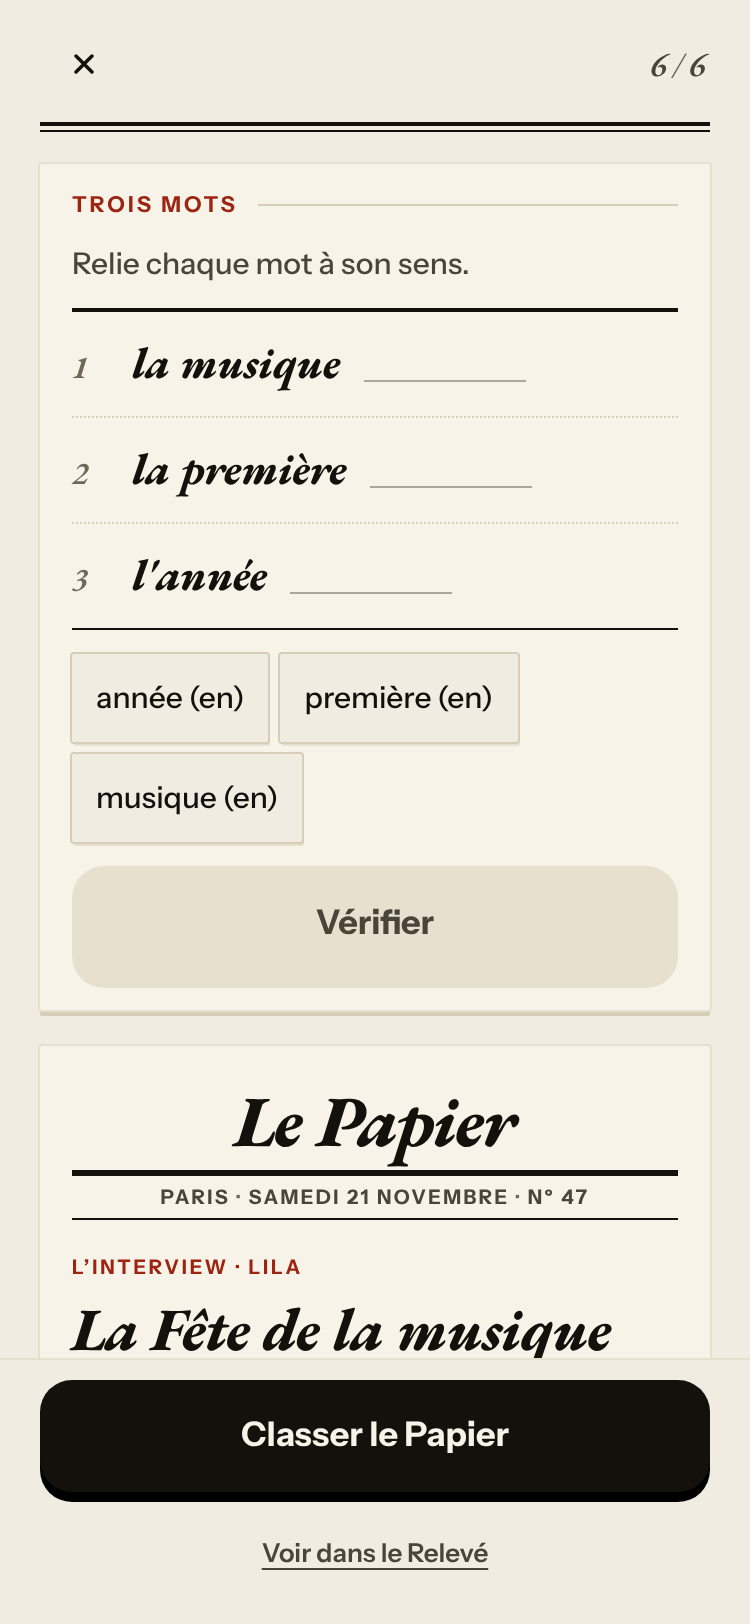 6/6
TROIS MOTS
Relie chaque mot à son sens.
1 la musique
2 la première
3 l'année
année (en) première (en)
musique (en)
Vérifier
Le Papier
PARIS · SAMEDI 21 NOVEMBRE · N° 47
L’INTERVIEW · LILA
La Fête de la musique
Classer le Papier
Voir dans le Relevé